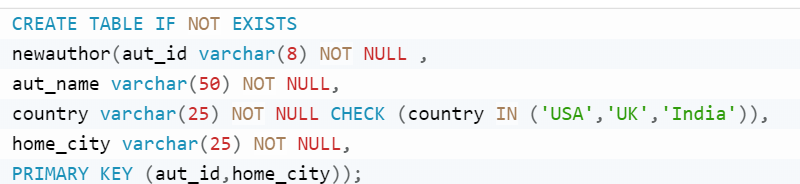 CREATE TABLE IF NOT EXISTS
newauthor(aut_id varchar(8) NOT NULL ,
aut_name varchar(50) NOT NULL,
country varchar(25) NOT NULL CHECK (country IN ('USA','UK','India')),
home_city varchar(25) NOT NULL,
PRIMARY KEY (aut_id,home_city));